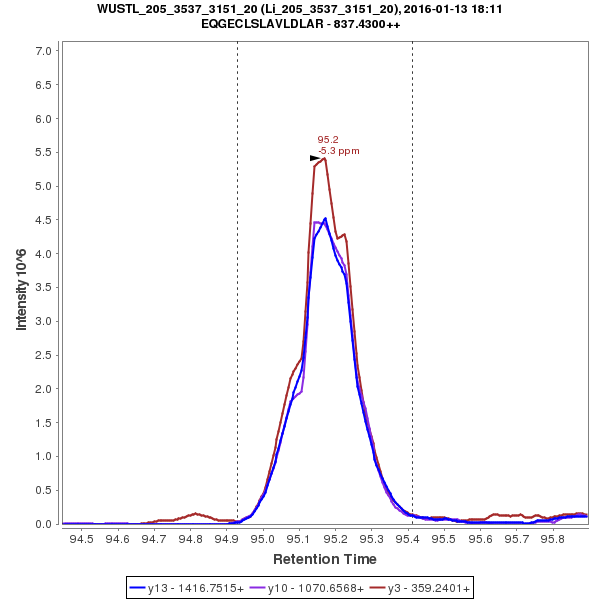 WUSTL_205_3537_3151_20 (Li_205_3537_3151_20), 2016-01-13 18:11
EQGECLSLAVLDLAR - 837.4300++
7.0
6.5
6.0
5.5
5.0
4.5
4.0
3.5
3.0
2.5
2.0
1.5
1.0
0.5
0.0
Intensity 10^6
95.2
-5.3 ppm
94.5 94.6 94.7 94.8 94.9 95.0 95.1 95.2 95.3 95.4 95.5 95.6 95.7 95.8
Retention Time
y13 - 1416.7515+ y10 - 1070.6568+ y3 - 359.2401+